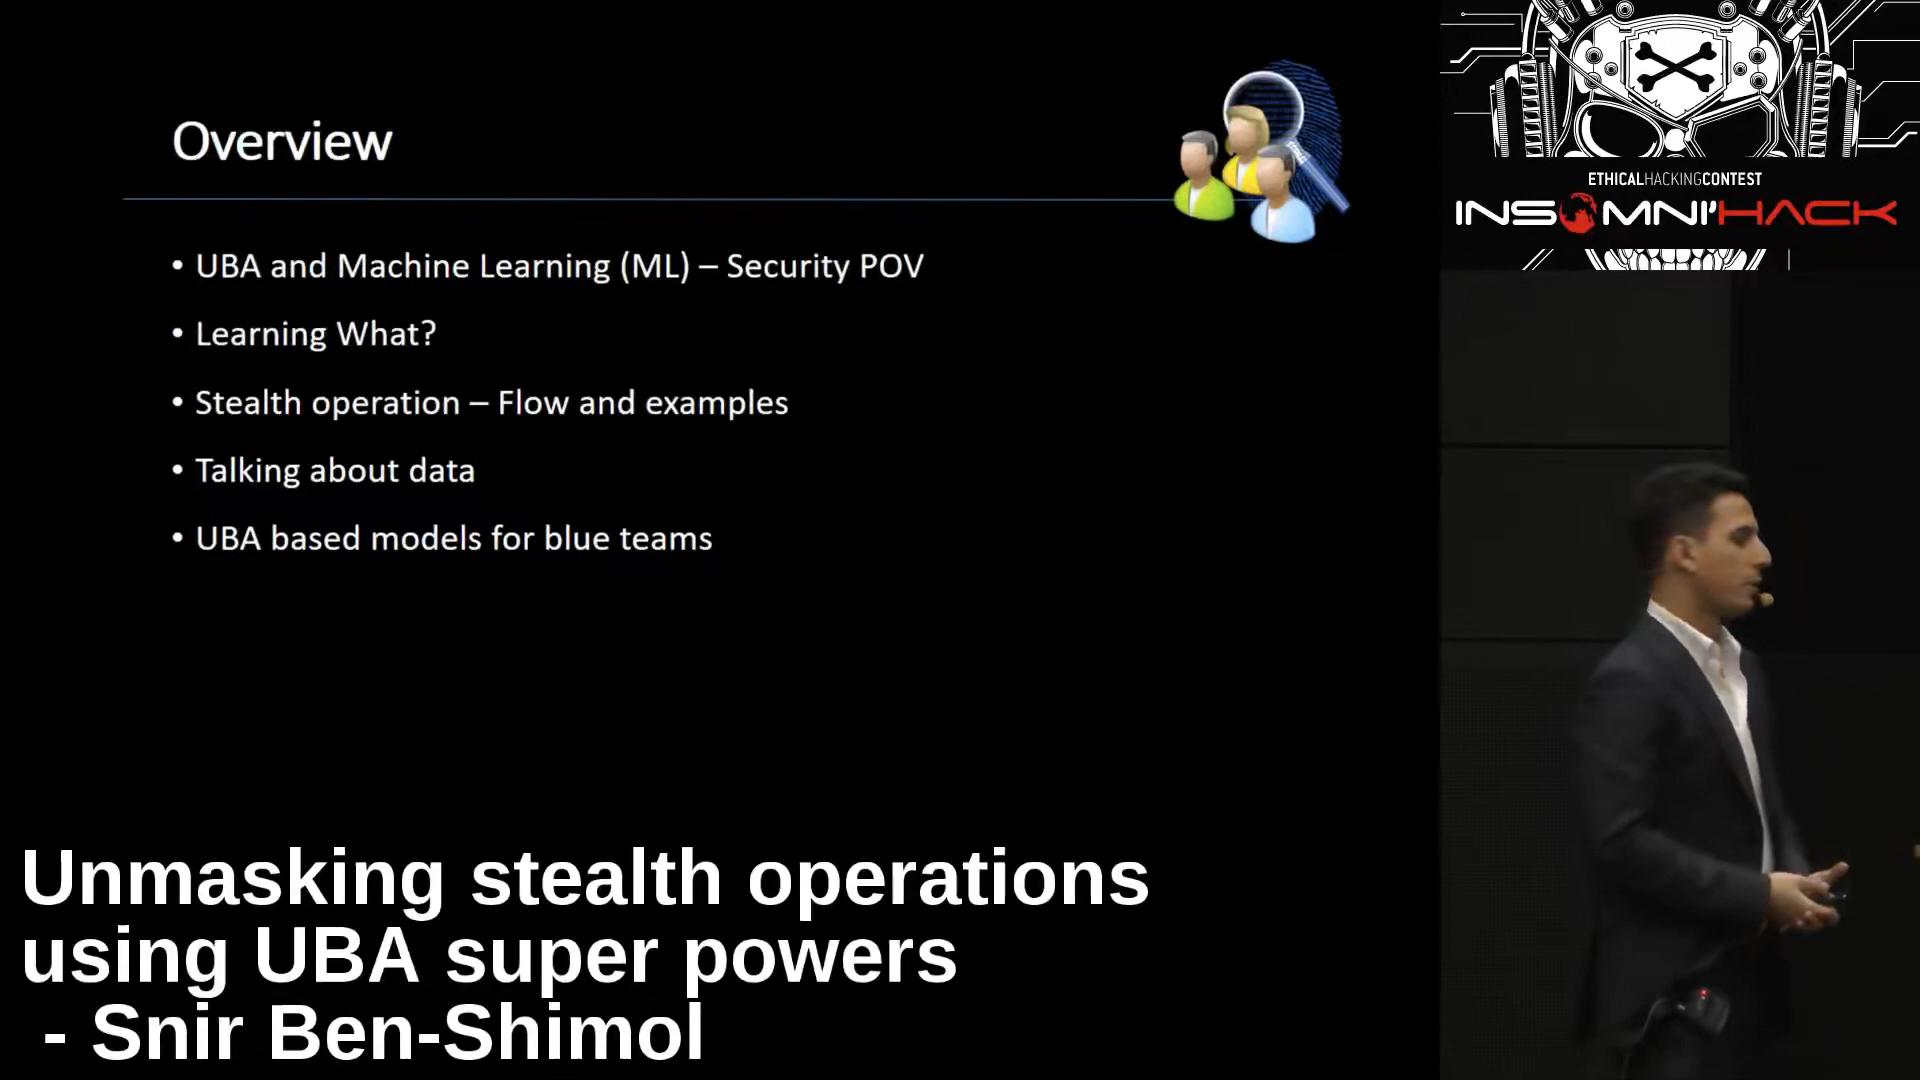 Overview
• UBA and Machine Learning (ML) – Security POV
• Learning What?
• Stealth operation – Flow and examples
• Talking about data
• UBA based models for blue teams
ETHICALHACKINGCONTEST
INSOMNI'HACK
Unmasking stealth operations
using UBA super powers
- Snir Ben-Shimol